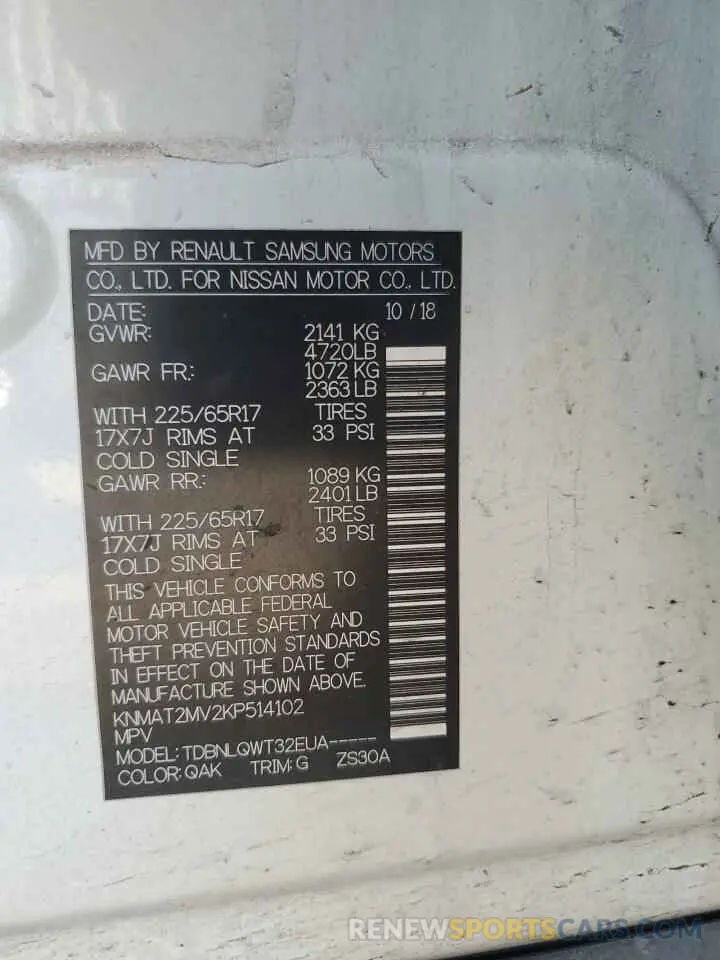 MFD BY RENAULT SAMSUNG MOTORS
CO., LTD. FOR NISSAN MOTOR CO., LTD.
DATE: 10 / 18
GVWR: 2141 KG
4720LB
GAWR FR.: 1072 KG
2363 LB
WITH 225/65R17 TIRES
17X7J RIMS AT 33 PSI
COLD SINGLE
GAWR RR.: 1089 KG
2401 LB
WITH 225/65R17 TIRES
17X7J RIMS AT 33 PSI
COLD SINGLE
THIS VEHICLE CONFORMS TO
ALL APPLICABLE FEDERAL
MOTOR VEHICLE SAFETY AND
THEFT PREVENTION STANDARDS
IN EFFECT ON THE DATE OF
MANUFACTURE SHOWN ABOVE.
KNMAT2MV2KP514102
MPV
MODEL: TDBNLQWT32EUA-----
COLOR: QAK TRIM: G ZS30A
RENEWSPORTSCARS.COM